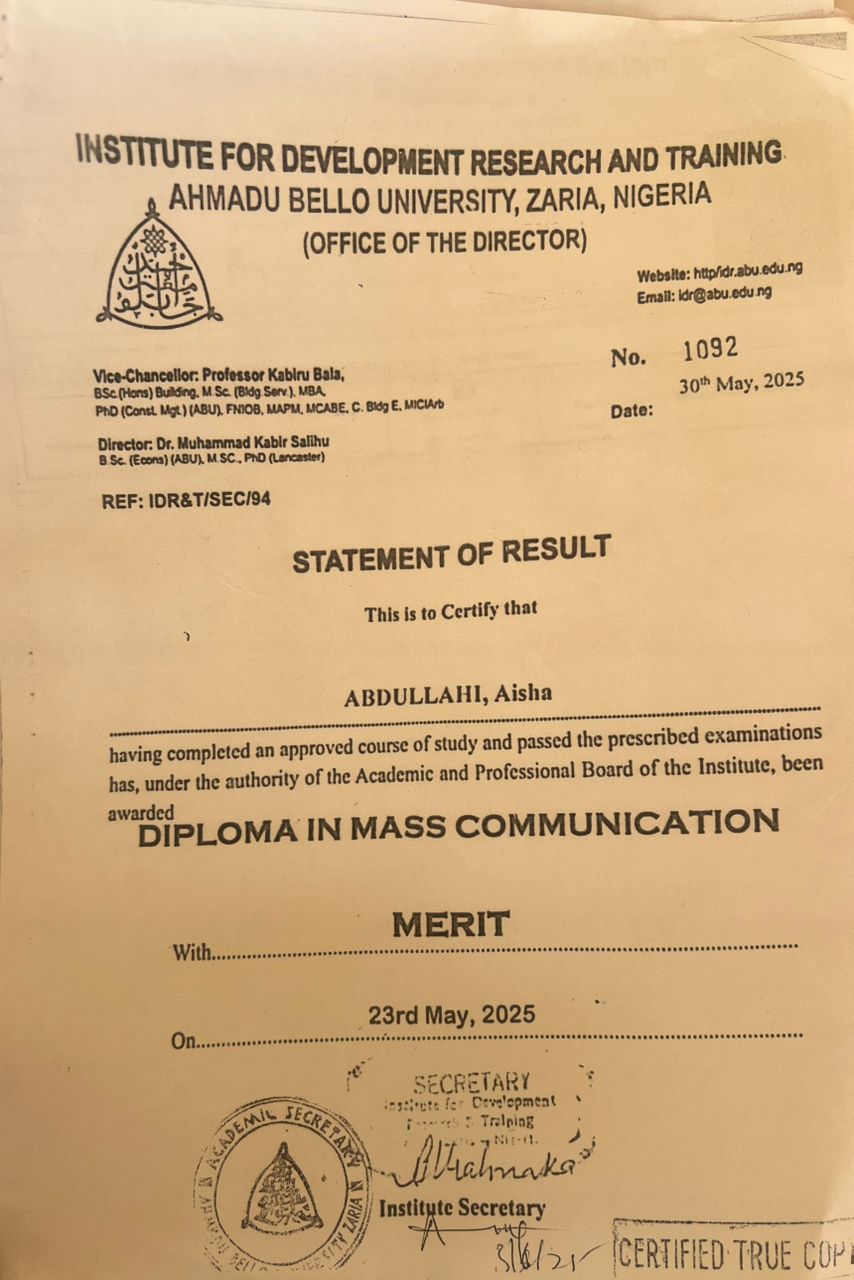 INSTITUTE FOR DEVELOPMENT RESEARCH AND TRAINING
AHMADU BELLO UNIVERSITY, ZARIA, NIGERIA
(OFFICE OF THE DIRECTOR)
Website: http/idr.abu.edu.ng
Email: idr@abu.edu.ng
No. 1092
30th May, 2025
Date:
Vice-Chancellor: Professor Kabiru Bala,
BSc.(Hons) Building, M.Sc. (Bldg Serv.), MBA,
PhD (Const. Mgt.) (ABU), FNIOB, MAPM, MCABE, C. Bldg E, MICIArb
Director: Dr. Muhammad Kabir Salihu
B.Sc. (Econs) (ABU), M.SC., PhD (Lancaster)
REF: IDR&T/SEC/94
STATEMENT OF RESULT
This is to Certify that
ABDULLAHI, Aisha
having completed an approved course of study and passed the prescribed examinations
has, under the authority of the Academic and Professional Board of the Institute, been
awarded
DIPLOMA IN MASS COMMUNICATION
MERIT
With
23rd May, 2025
On
SECRETARY
Institute for Development
Training
ACADEMIC SECRETARY
AHMADU BELLO UNIVERSITY ZARIA
Institute Secretary
CERTIFIED TRUE COP